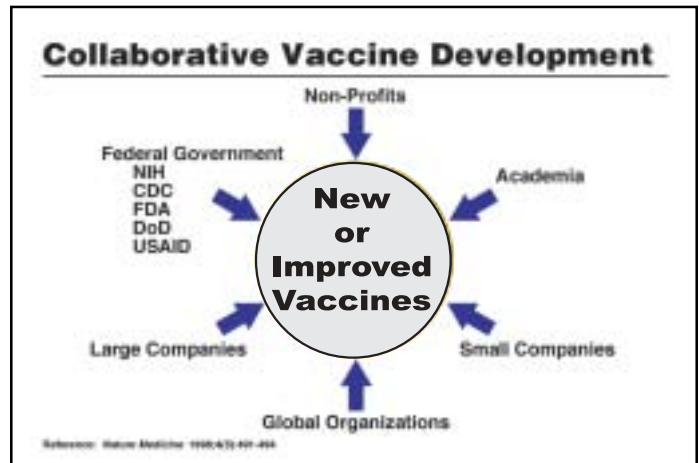 Collaborative Vaccine Development
Non-Profits
Federal Government
NIH
CDC
FDA
DoD
USAID
Academia
New
or
Improved
Vaccines
Large Companies
Small Companies
Global Organizations
Reference: Nature Medicine